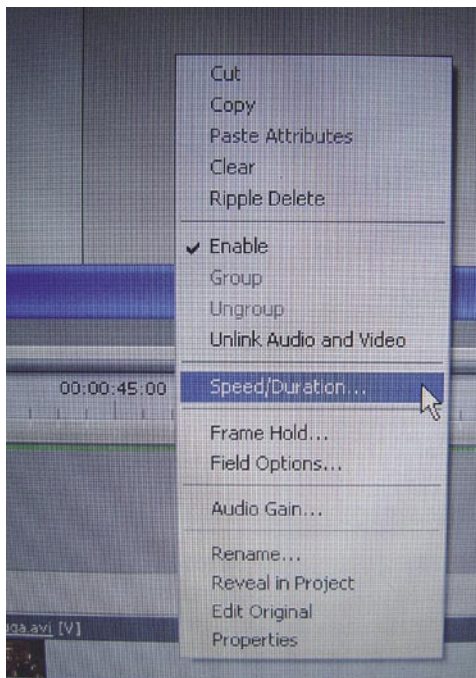 Cut
Copy
Paste Attributes
Clear
Ripple Delete
Enable
Group
Ungroup
Unlink Audio and Video
00:00:45:00
Speed/Duration...
Frame Hold...
Field Options...
Audio Gain...
Rename...
Reveal in Project
Edit Original
[V]
Properties